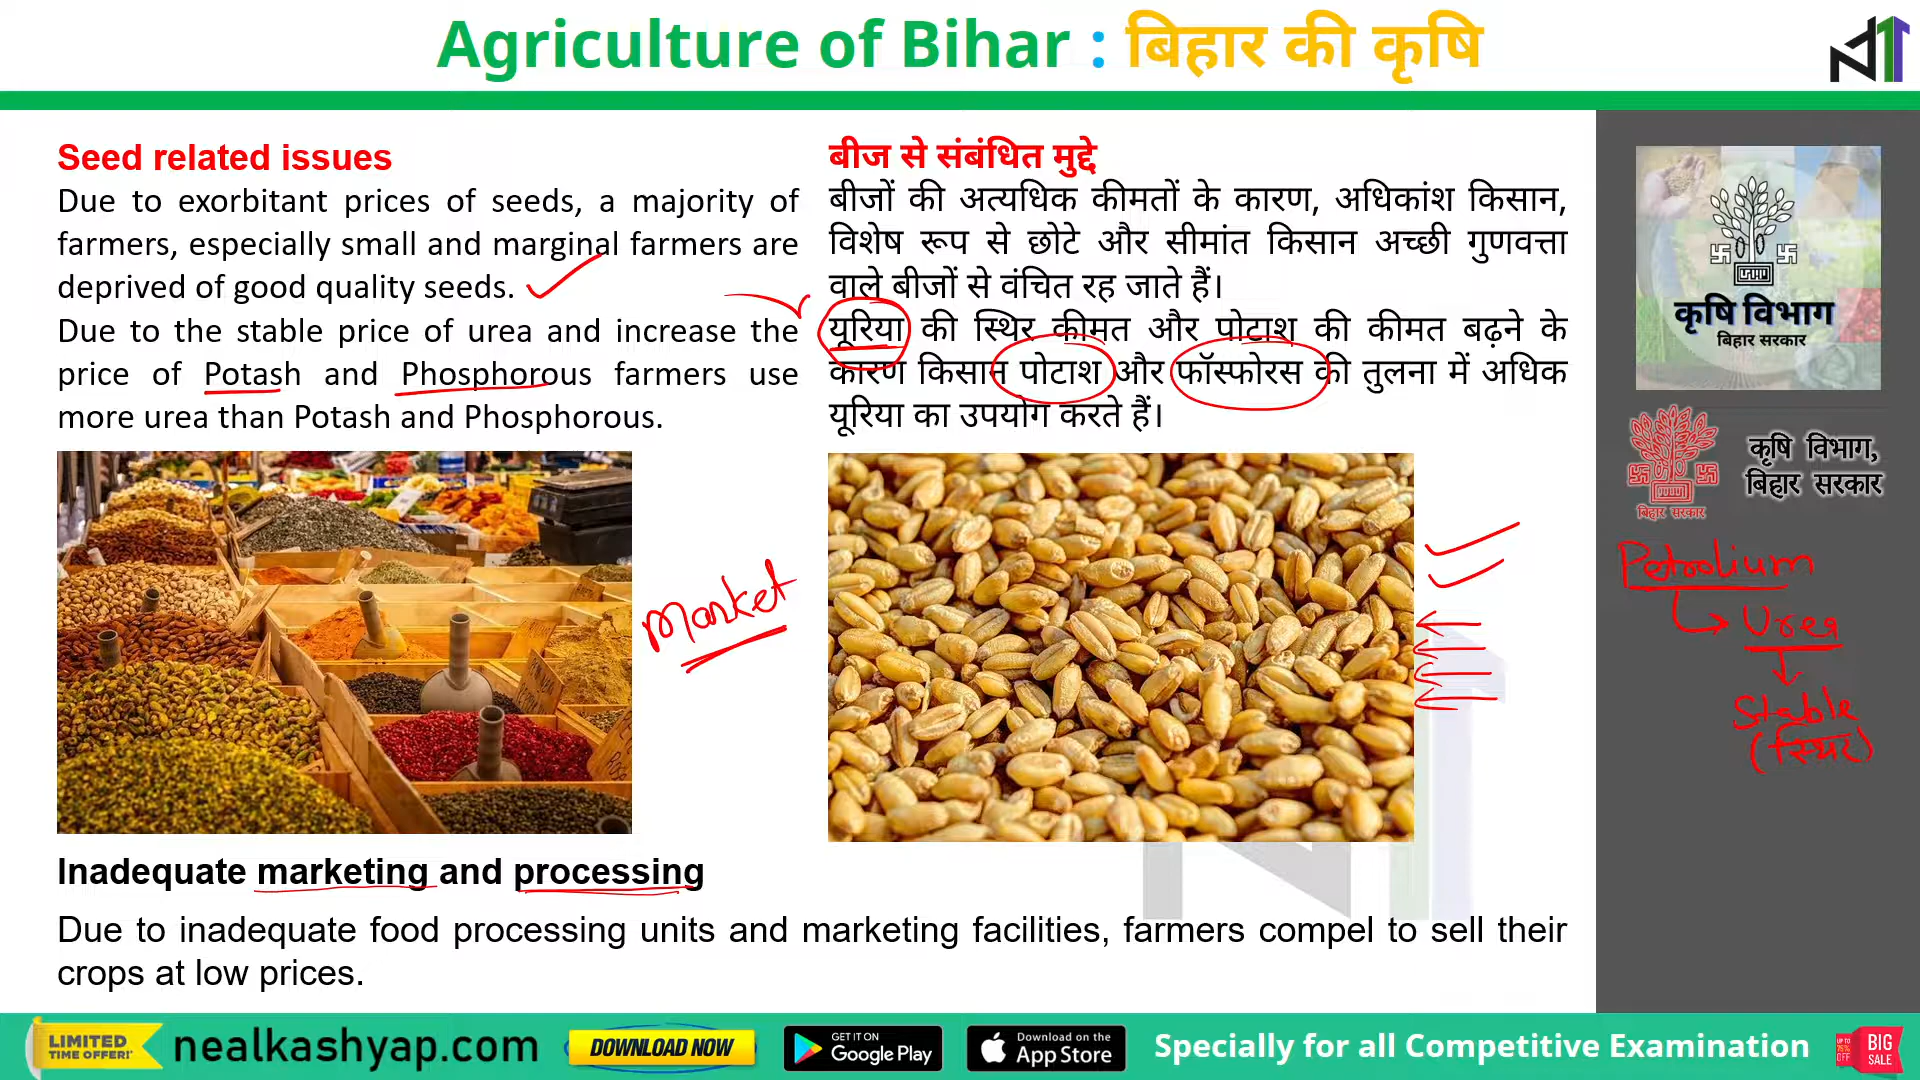 Agriculture of Bihar : बिहार की कृषि
Seed related issues
Due to exorbitant prices of seeds, a majority of
farmers, especially small and marginal farmers are
deprived of good quality seeds.
Due to the stable price of urea and increase the
price of Potash and Phosphorous farmers use
more urea than Potash and Phosphorous.
बीज से संबंधित मुद्दे
बीजों की अत्यधिक कीमतों के कारण, अधिकांश किसान,
विशेष रूप से छोटे और सीमांत किसान अच्छी गुणवत्ता
वाले बीजों से वंचित रह जाते हैं।
यूरिया की स्थिर कीमत और पोटाश की कीमत बढ़ने के
कारण किसान पोटाश और फॉस्फोरस की तुलना में अधिक
यूरिया का उपयोग करते हैं।
Market
Inadequate marketing and processing
Due to inadequate food processing units and marketing facilities, farmers compel to sell their
crops at low prices.
कृषि विभाग
बिहार सरकार
कृषि विभाग,
बिहार सरकार
बिहार सरकार
Petrolium
Urea
Stable
(स्थिर)
LIMITED
TIME OFFER!
nealkashyap.com
DOWNLOAD NOW
GET IT ON
Google Play
Download on the
App Store
Specially for all Competitive Examination
UP TO
75%
OFF
BIG
SALE